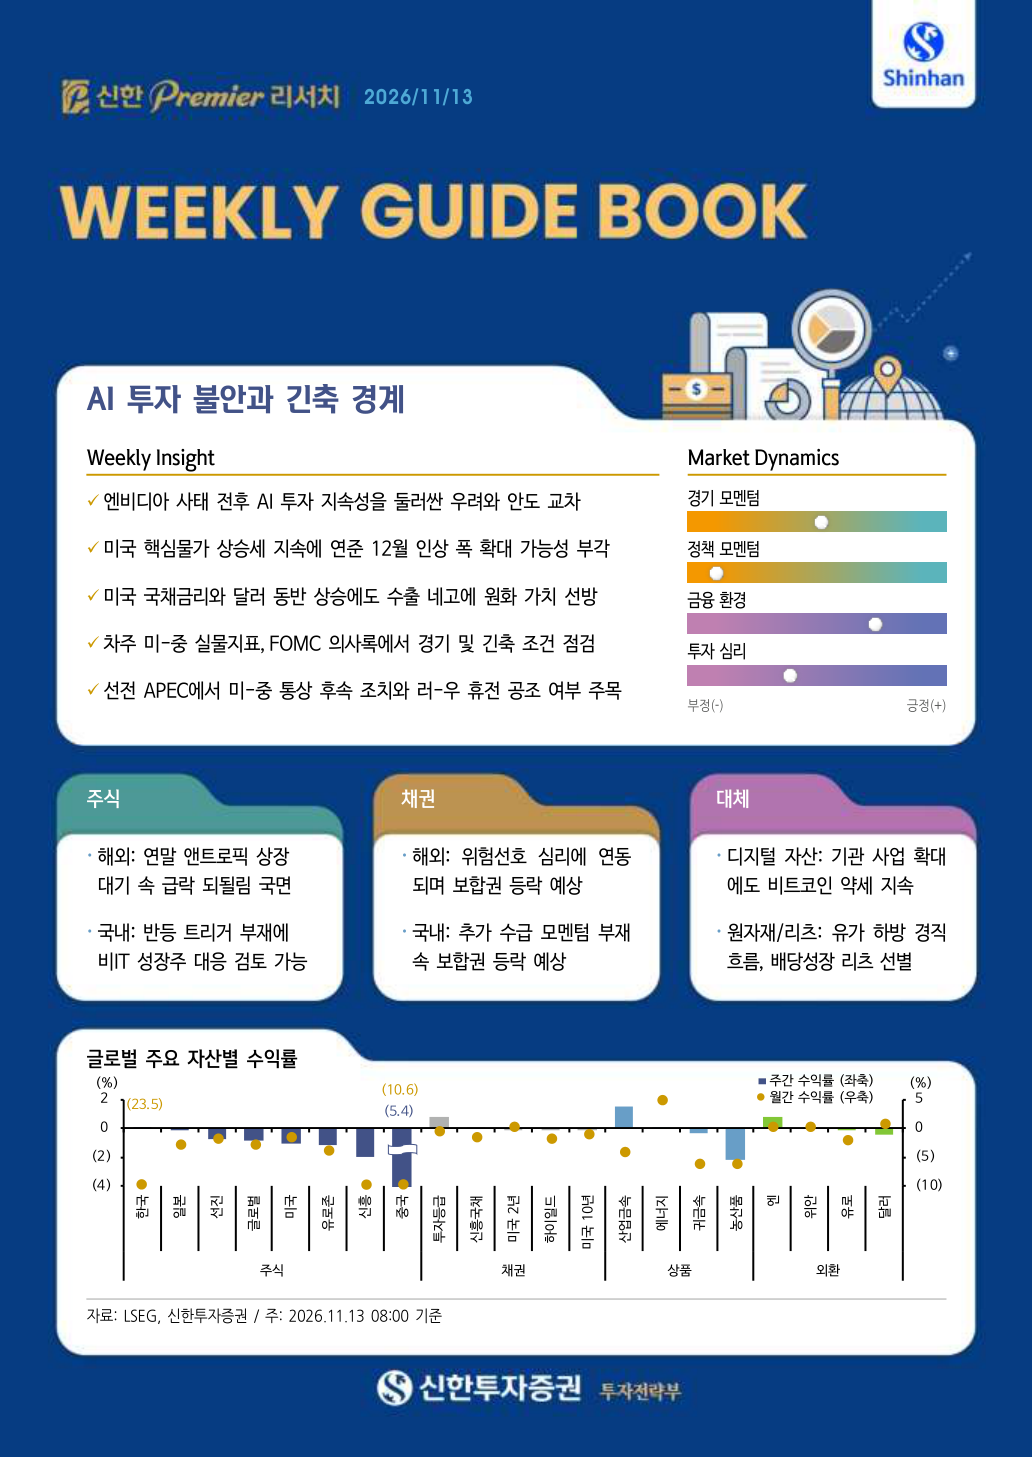 신한 Premier 리서치 2026/11/13
Shinhan
WEEKLY GUIDE BOOK
AI 투자 불안과 긴축 경계
Weekly Insight
✓ 엔비디아 사태 전후 AI 투자 지속성을 둘러싼 우려와 안도 교차
✓ 미국 핵심물가 상승세 지속에 연준 12월 인상 폭 확대 가능성 부각
✓ 미국 국채금리와 달러 동반 상승에도 수출 네고에 원화 가치 선방
✓ 차주 미-중 실물지표, FOMC 의사록에서 경기 및 긴축 조건 점검
✓ 선전 APEC에서 미-중 통상 후속 조치와 러-우 휴전 공조 여부 주목
Market Dynamics
경기 모멘텀
정책 모멘텀
금융 환경
투자 심리
부정(-) 긍정(+)
주식
· 해외: 연말 앤트로픽 상장
대기 속 급락 되될림 국면
· 국내: 반등 트리거 부재에
비IT 성장주 대응 검토 가능
채권
· 해외: 위험선호 심리에 연동
되며 보합권 등락 예상
· 국내: 추가 수급 모멘텀 부재
속 보합권 등락 예상
대체
· 디지털 자산: 기관 사업 확대
에도 비트코인 약세 지속
· 원자재/리츠: 유가 하방 경직
흐름, 배당성장 리츠 선별
글로벌 주요 자산별 수익률
(%)
2
0
(2)
(4)
(23.5)
(10.6)
(5.4)
주간 수익률 (좌축)
월간 수익률 (우축)
(%)
5
0
(5)
(10)
한국 일본 선진 글로벌 미국 유로존 신흥 중국 투자등급 신흥국채 미국 2년 하이일드 미국 10년 산업금속 에너지 귀금속 농산품 엔 위안 유로 달러
주식 채권 상품 외환
자료: LSEG, 신한투자증권 / 주: 2026.11.13 08:00 기준
신한투자증권 투자전략부